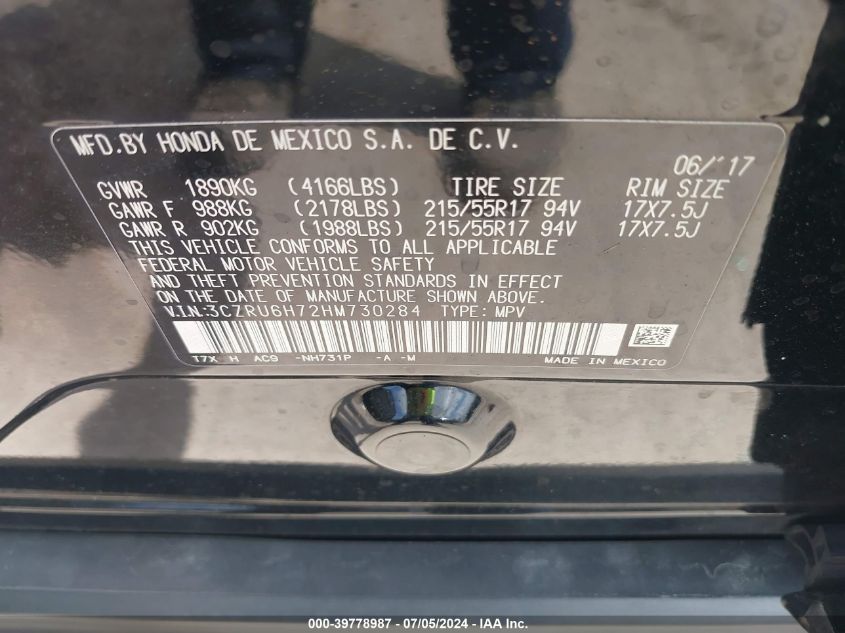 MFD.BY HONDA DE MEXICO S.A. DE C.V.
06/'17
GVWR 1890KG (4166LBS) TIRE SIZE RIM SIZE
GAWR F 988KG (2178LBS) 215/55R17 94V 17X7.5J
GAWR R 902KG (1988LBS) 215/55R17 94V 17X7.5J
THIS VEHICLE CONFORMS TO ALL APPLICABLE
FEDERAL MOTOR VEHICLE SAFETY
AND THEFT PREVENTION STANDARDS IN EFFECT
ON THE DATE OF MANUFACTURE SHOWN ABOVE.
V.I.N:3CZRU6H72HM730284 TYPE: MPV
T7X H AC9 -NH731P -A -M MADE IN MEXICO
000-39778987 - 07/05/2024 - IAA Inc.